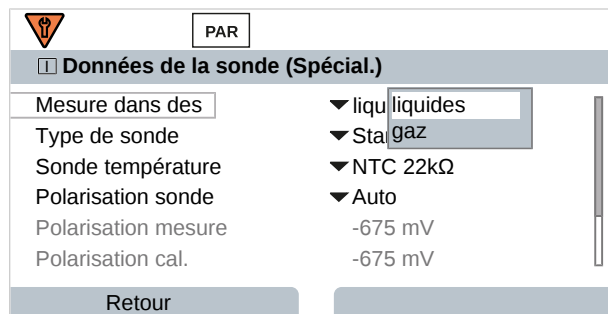 PAR
I Données de la sonde (Spécial.)
Mesure dans des liqu liquides
Type de sonde Sta gaz
Sonde température NTC 22kΩ
Polarisation sonde Auto
Polarisation mesure -675 mV
Polarisation cal. -675 mV
Retour